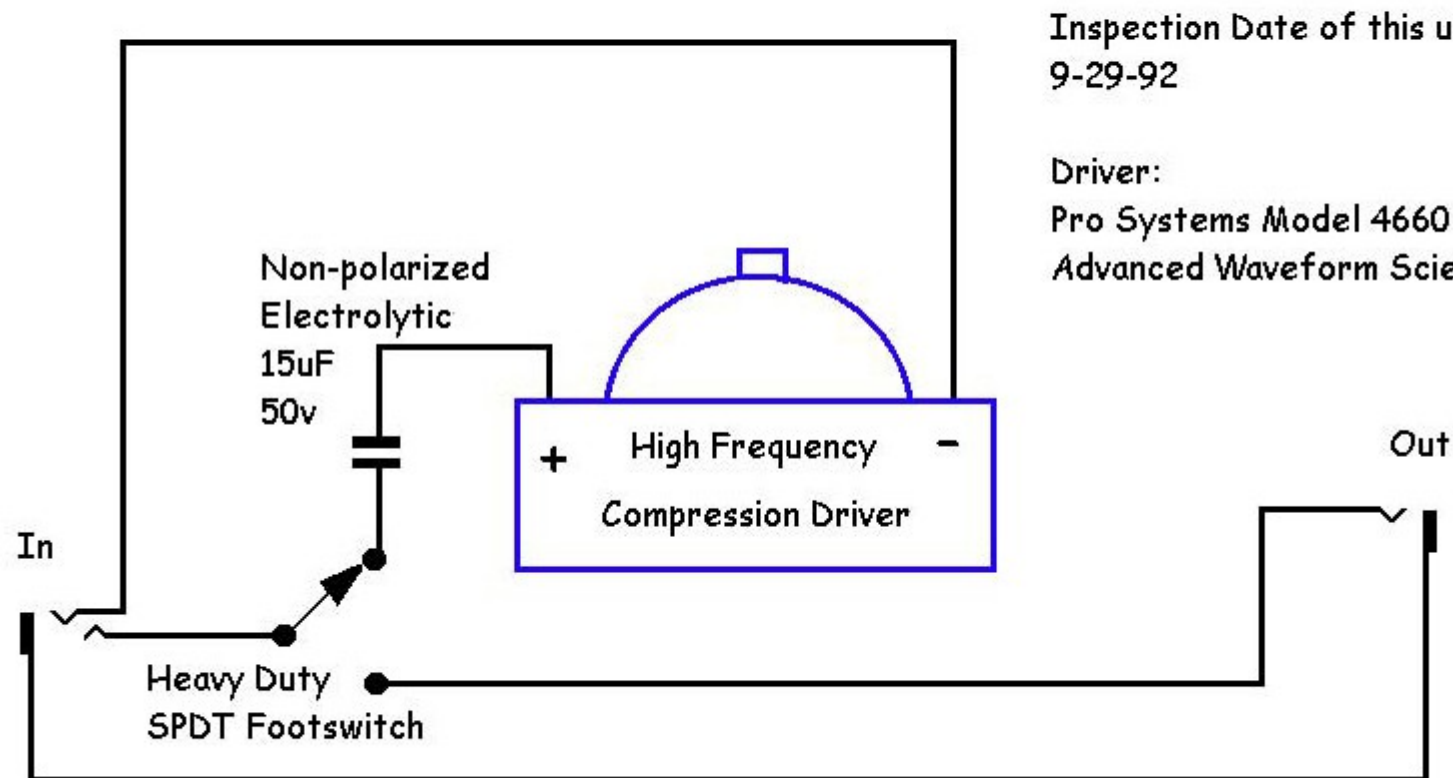 Inspection Date of this u
9-29-92
Driver:
Pro Systems Model 4660
Advanced Waveform Scie
Non-polarized
Electrolytic
15uF
50v
+ High Frequency -
Compression Driver
Out
In
Heavy Duty
SPDT Footswitch